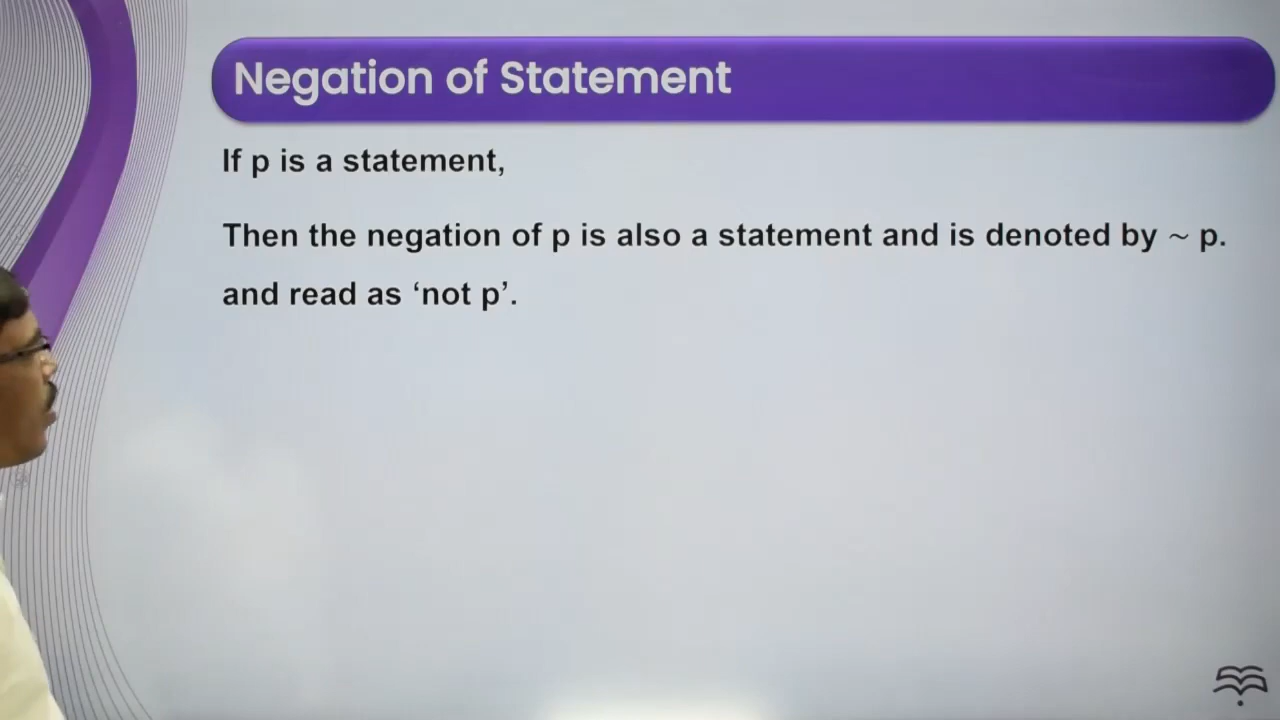 Negation of Statement
If p is a statement,
Then the negation of p is also a statement and is denoted by ~ p.
and read as ‘not p’.